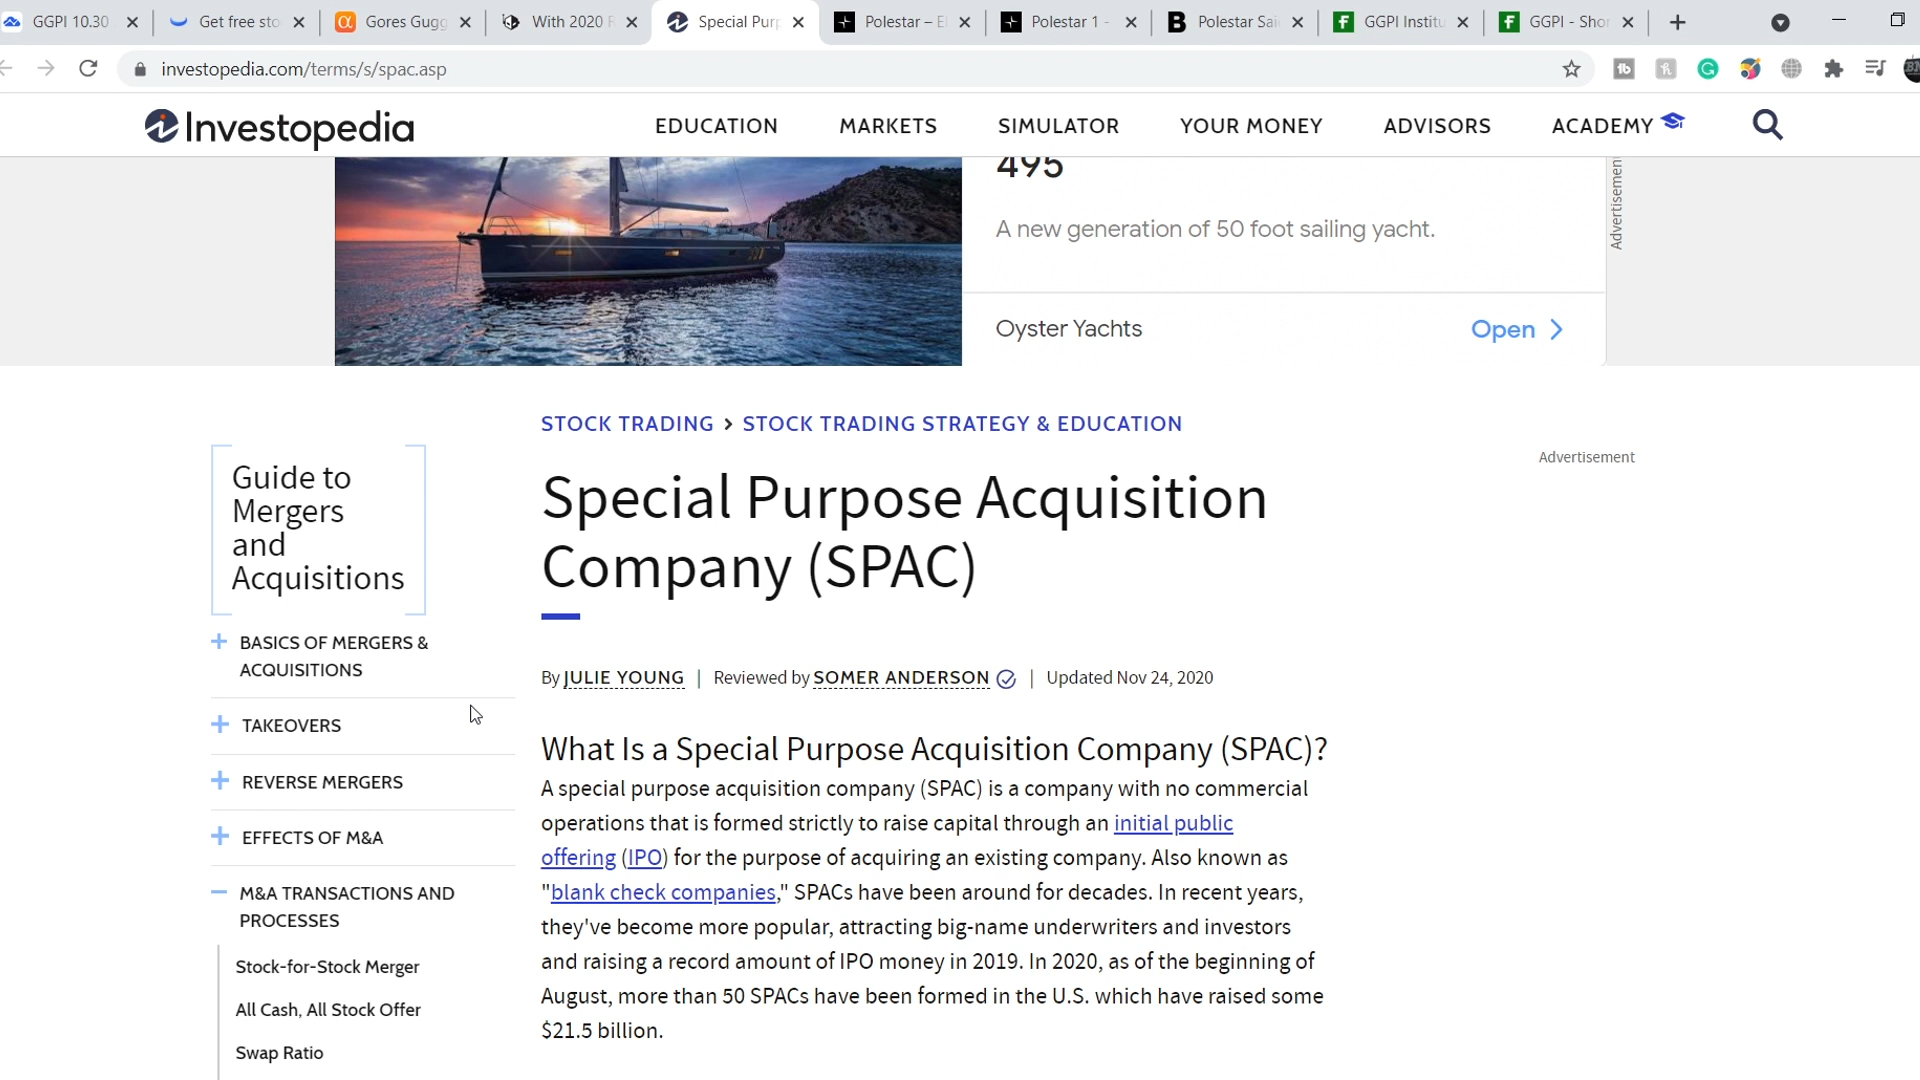 GGPI 10.30
Get free sto
Gores Gugg
With 2020 F
Special Purp
Polestar – El
Polestar 1 -
Polestar Sai
GGPI Institu
GGPI - Shor
investopedia.com/terms/s/spac.asp
Investopedia
EDUCATION
MARKETS
SIMULATOR
YOUR MONEY
ADVISORS
ACADEMY
495
A new generation of 50 foot sailing yacht.
Oyster Yachts
Open
Advertisement
STOCK TRADING > STOCK TRADING STRATEGY & EDUCATION
Guide to
Mergers
and
Acquisitions
Advertisement
Special Purpose Acquisition
Company (SPAC)
By JULIE YOUNG | Reviewed by SOMER ANDERSON | Updated Nov 24, 2020
+ BASICS OF MERGERS &
ACQUISITIONS
+ TAKEOVERS
+ REVERSE MERGERS
+ EFFECTS OF M&A
− M&A TRANSACTIONS AND
PROCESSES
Stock-for-Stock Merger
All Cash, All Stock Offer
Swap Ratio
What Is a Special Purpose Acquisition Company (SPAC)?
A special purpose acquisition company (SPAC) is a company with no commercial
operations that is formed strictly to raise capital through an initial public
offering (IPO) for the purpose of acquiring an existing company. Also known as
"blank check companies," SPACs have been around for decades. In recent years,
they've become more popular, attracting big-name underwriters and investors
and raising a record amount of IPO money in 2019. In 2020, as of the beginning of
August, more than 50 SPACs have been formed in the U.S. which have raised some
$21.5 billion.